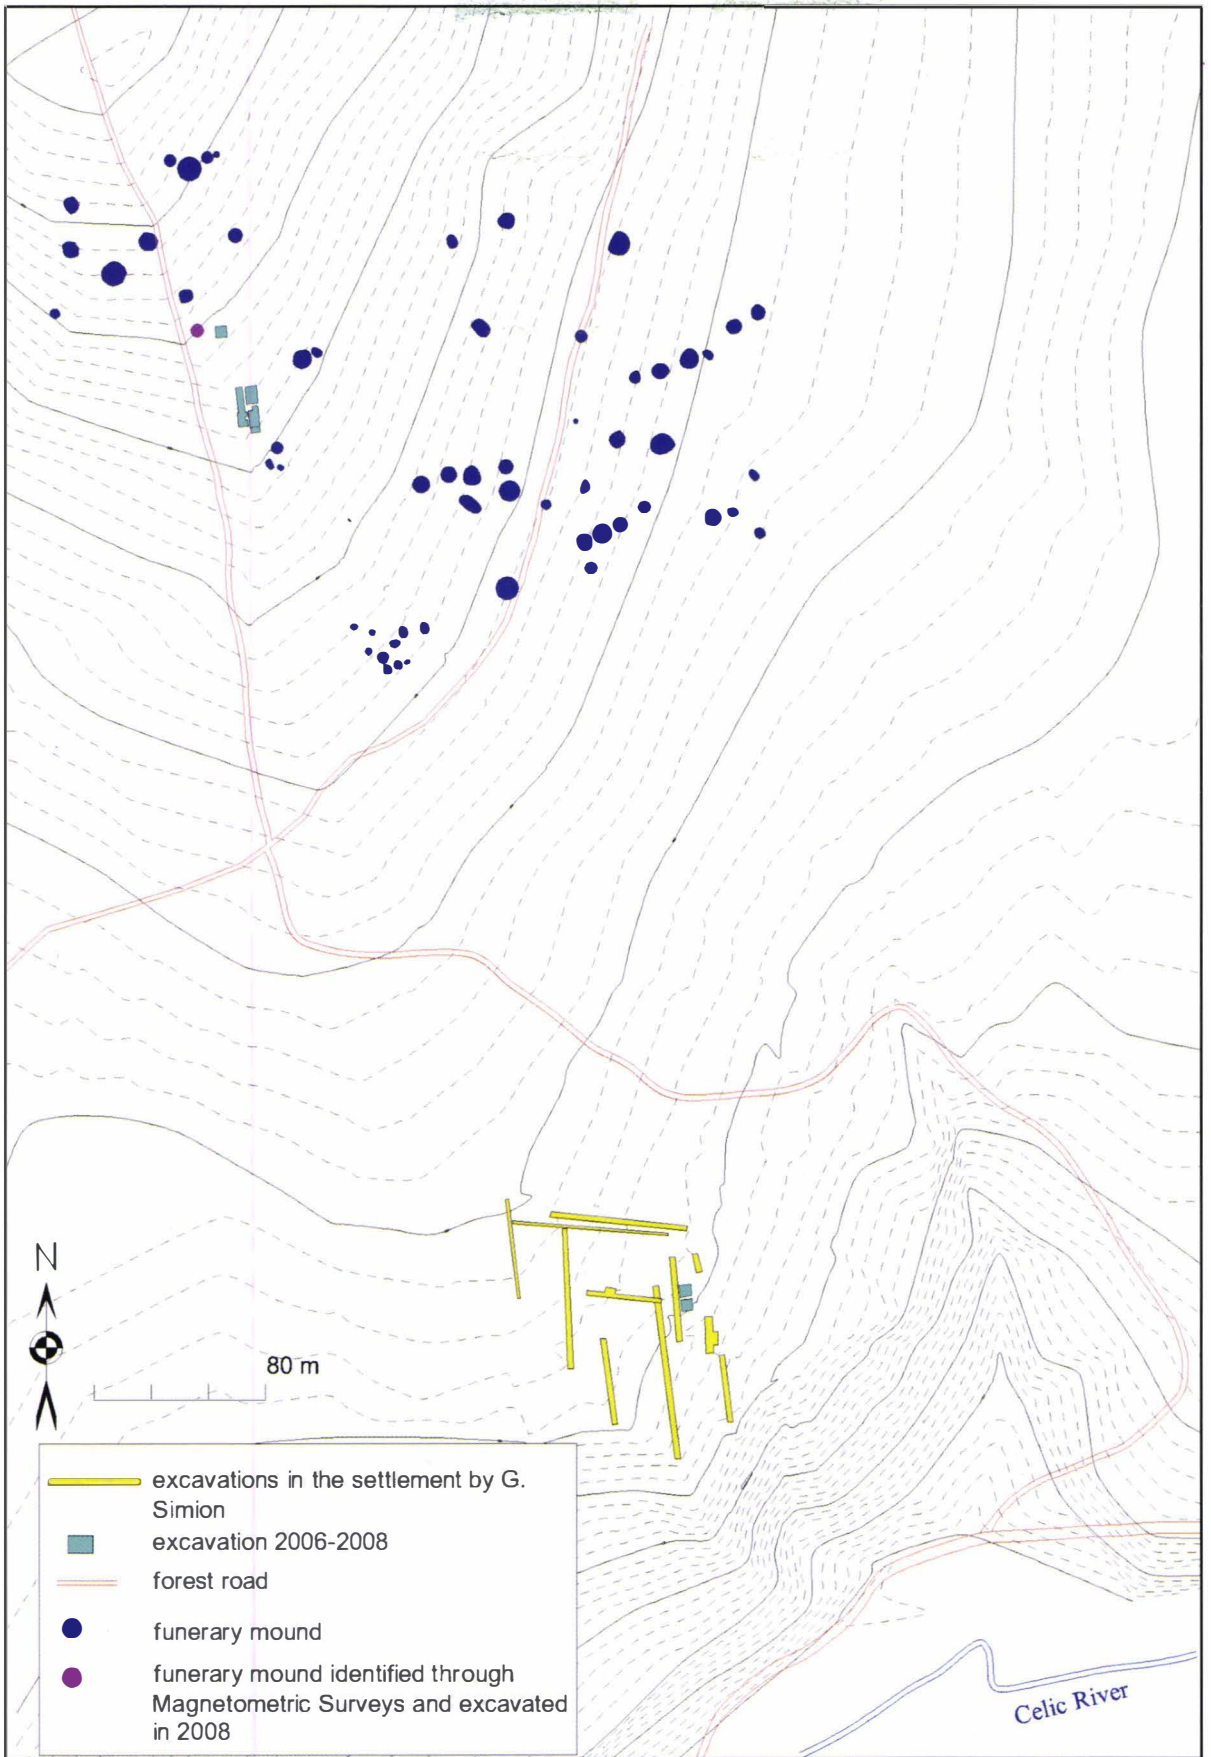 N
80 m
excavations in the settlement by G.
Simion
excavation 2006-2008
forest road
funerary mound
funerary mound identified through
Magnetometric Surveys and excavated
in 2008
Celic River